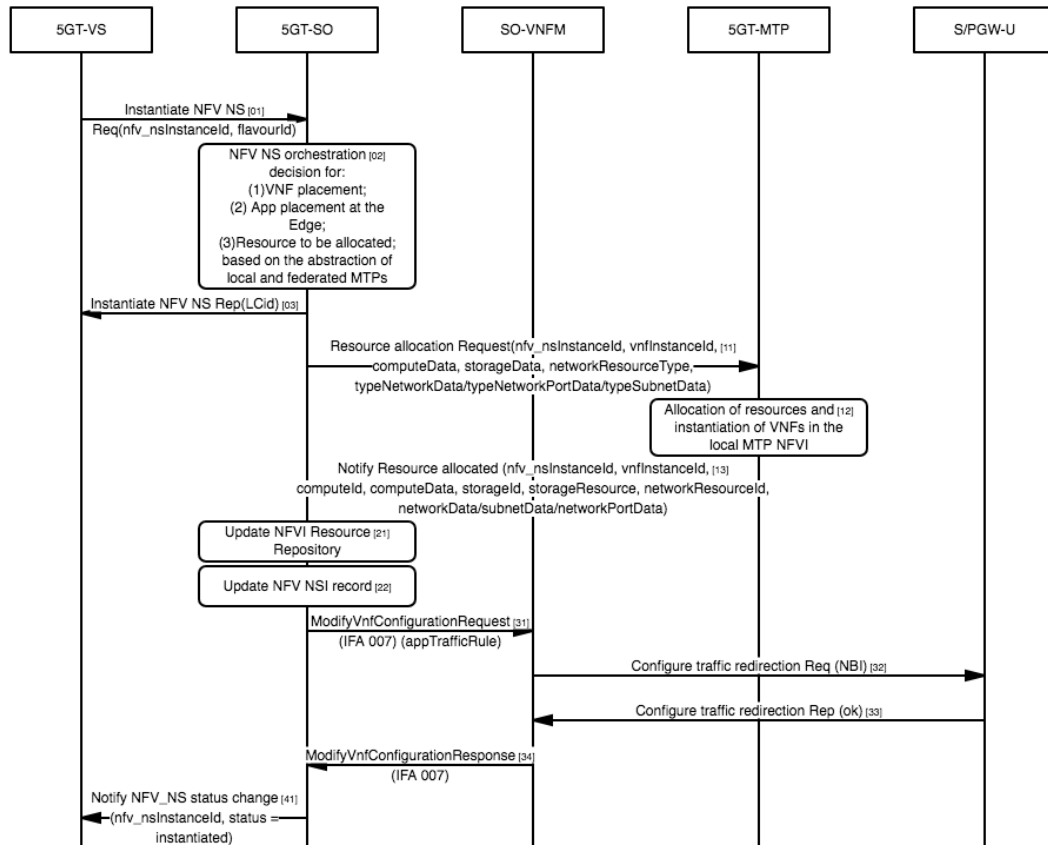 5GT-VS
5GT-SO
SO-VNFM
5GT-MTP
S/PGW-U
Instantiate NFV NS [01]
Req(nfv_nsInstanceId, flavourId)
NFV NS orchestration [02]
decision for:
(1)VNF placement;
(2) App placement at the
Edge;
(3)Resource to be allocated;
based on the abstraction of
local and federated MTPs
Instantiate NFV NS Rep(LCid) [03]
Resource allocation Request(nfv_nsInstanceId, vnfInstanceId, [11]
computeData, storageData, networkResourceType,
typeNetworkData/typeNetworkPortData/typeSubnetData)
Allocation of resources and [12]
instantiation of VNFs in the
local MTP NFVI
Notify Resource allocated (nfv_nsInstanceId, vnfInstanceId, [13]
computeId, computeData, storageId, storageResource, networkResourceId,
networkData/subnetData/networkPortData)
Update NFVI Resource [21]
Repository
Update NFV NSI record [22]
ModifyVnfConfigurationRequest [31]
(IFA 007) (appTrafficRule)
Configure traffic redirection Req (NBI) [32]
Configure traffic redirection Rep (ok) [33]
ModifyVnfConfigurationResponse [34]
(IFA 007)
Notify NFV_NS status change [41]
(nfv_nsInstanceId, status =
instantiated)